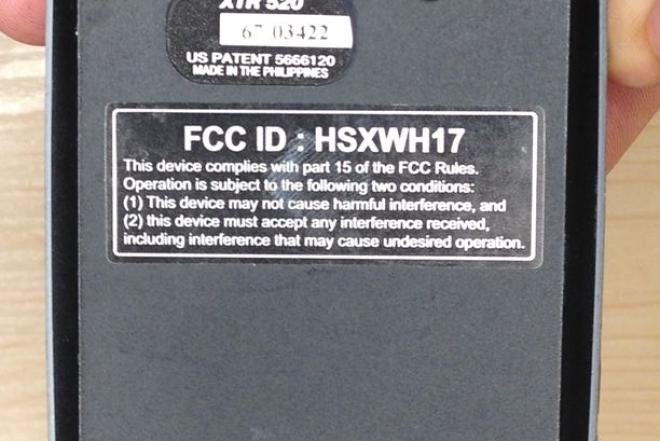 XTR 520
67 03422
US PATENT 5666120
MADE IN THE PHILIPPINES
FCC ID : HSXWH17
This device complies with part 15 of the FCC Rules.
Operation is subject to the following two conditions:
(1) This device may not cause harmful interference, and
(2) this device must accept any interference received,
including interference that may cause undesired operation.